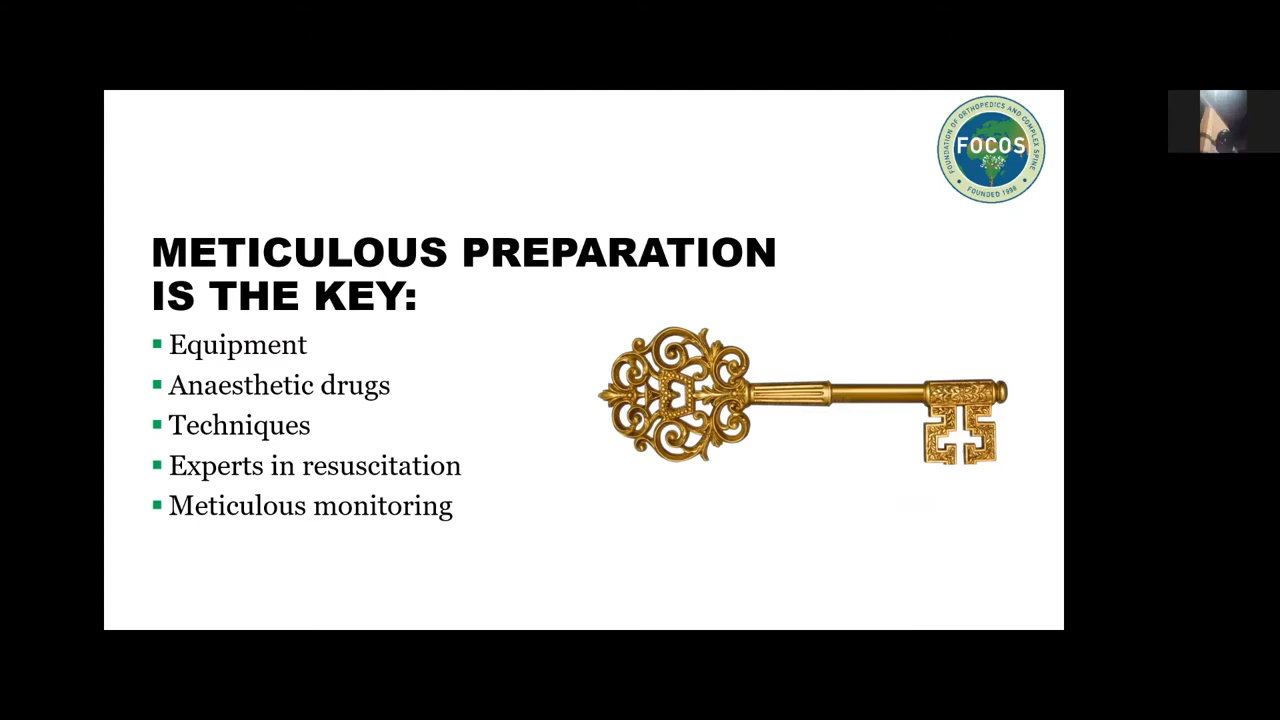 FOUNDATION OF ORTHOPEDICS AND COMPLEX SPINE
FOCOS
FOUNDED 1998
METICULOUS PREPARATION
IS THE KEY:
Equipment
Anaesthetic drugs
Techniques
Experts in resuscitation
Meticulous monitoring